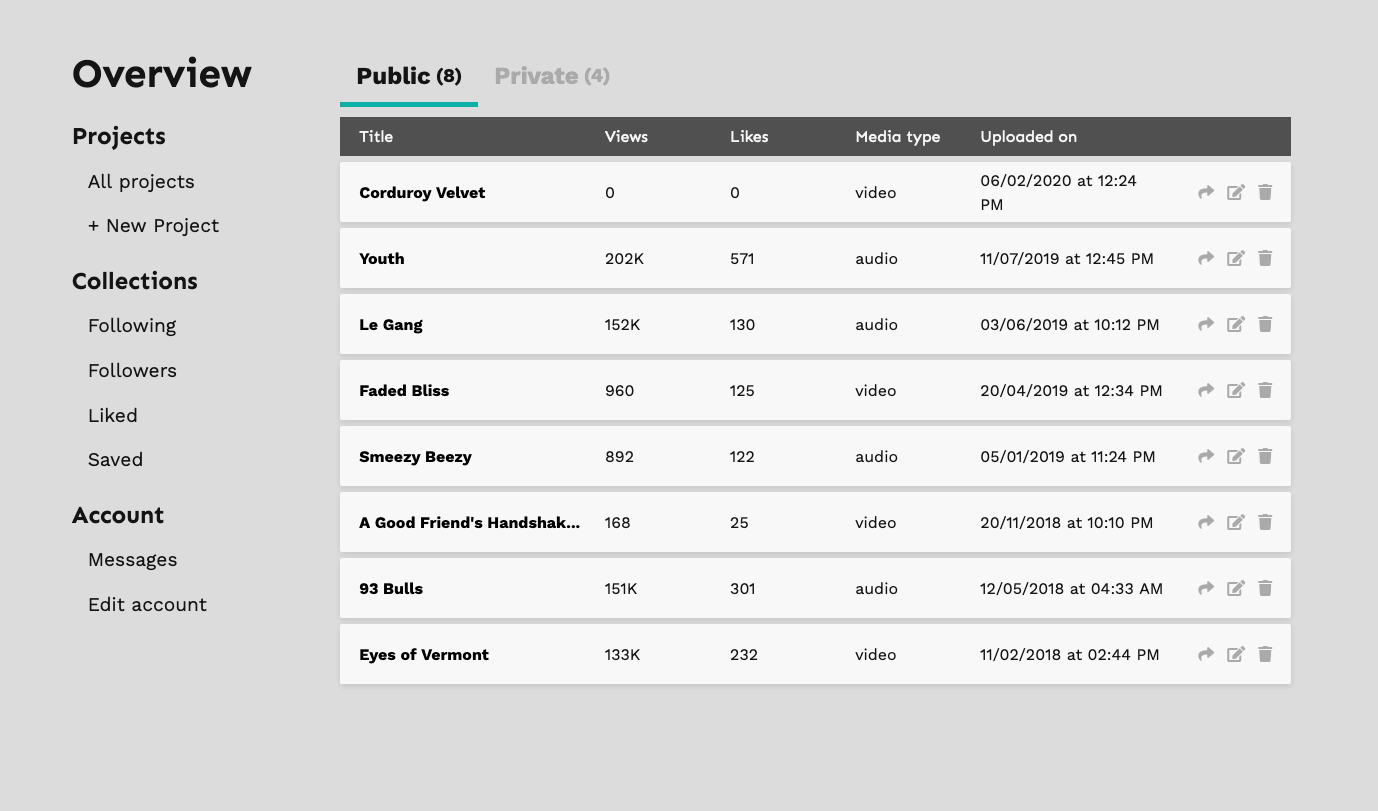 Overview
Projects
All projects
+ New Project
Collections
Following
Followers
Liked
Saved
Account
Messages
Edit account
Public (8) Private (4)
Title Views Likes Media type Uploaded on
Corduroy Velvet 0 0 video 06/02/2020 at 12:24
PM
Youth 202K 571 audio 11/07/2019 at 12:45 PM
Le Gang 152K 130 audio 03/06/2019 at 10:12 PM
Faded Bliss 960 125 video 20/04/2019 at 12:34 PM
Smeezy Beezy 892 122 audio 05/01/2019 at 11:24 PM
A Good Friend's Handshak... 168 25 video 20/11/2018 at 10:10 PM
93 Bulls 151K 301 audio 12/05/2018 at 04:33 AM
Eyes of Vermont 133K 232 video 11/02/2018 at 02:44 PM